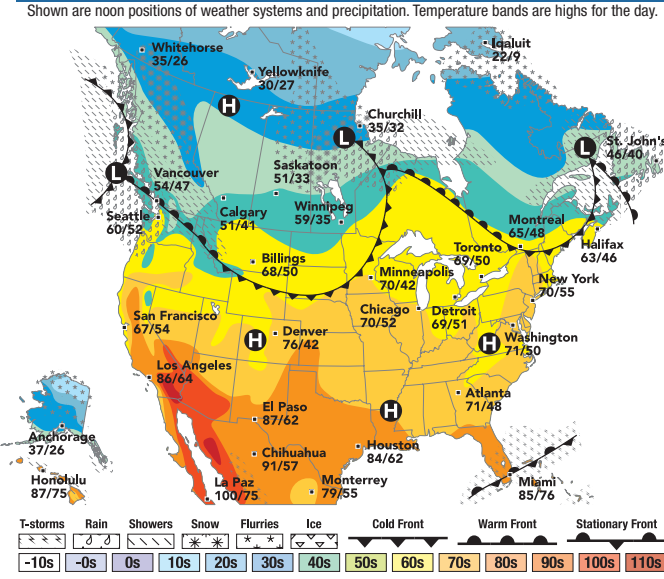 Shown are noon positions of weather systems and precipitation. Temperature bands are highs for the day.
Whitehorse
35/26
Iqaluit
22/9
Yellowknife
30/27
H
Churchill
35/32
L
L
St. John's
46/40
Saskatoon
51/33
L
Vancouver
54/47
Winnipeg
59/35
Calgary
51/41
Seattle
60/52
Montreal
65/48
Halifax
63/46
Toronto
69/50
Billings
68/50
Minneapolis
70/42
New York
70/55
San Francisco
67/54
Chicago
70/52
Detroit
69/51
H
Denver
76/42
H
Washington
71/50
Los Angeles
86/64
Atlanta
71/48
El Paso
87/62
H
Anchorage
37/26
Houston
84/62
Chihuahua
91/57
Honolulu
87/75
La Paz
100/75
Monterrey
79/55
Miami
85/76
T-storms Rain Showers Snow Flurries Ice Cold Front Warm Front Stationary Front
-10s -0s 0s 10s 20s 30s 40s 50s 60s 70s 80s 90s 100s 110s